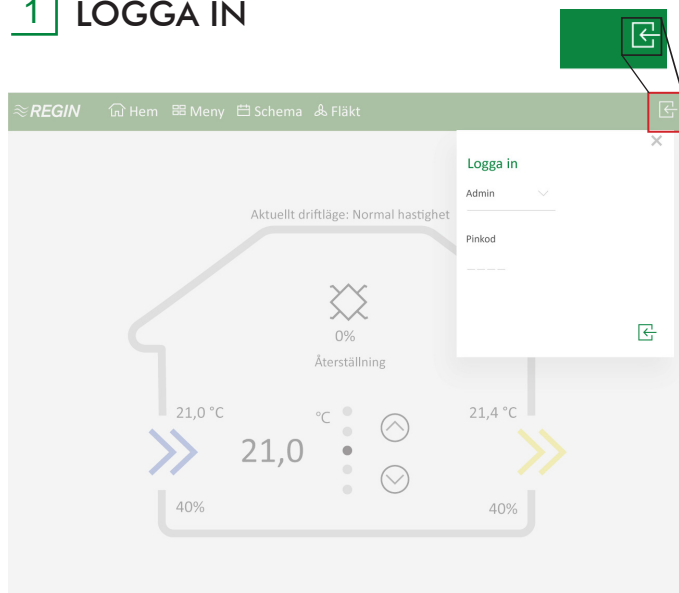 1 LOGGA IN
REGIN Hem Meny Schema Fläkt
Logga in
Admin
Pinkod
Aktuellt driftläge: Normal hastighet
0%
Återställning
21,0 °C
°C
21,0
21,4 °C
40%
40%